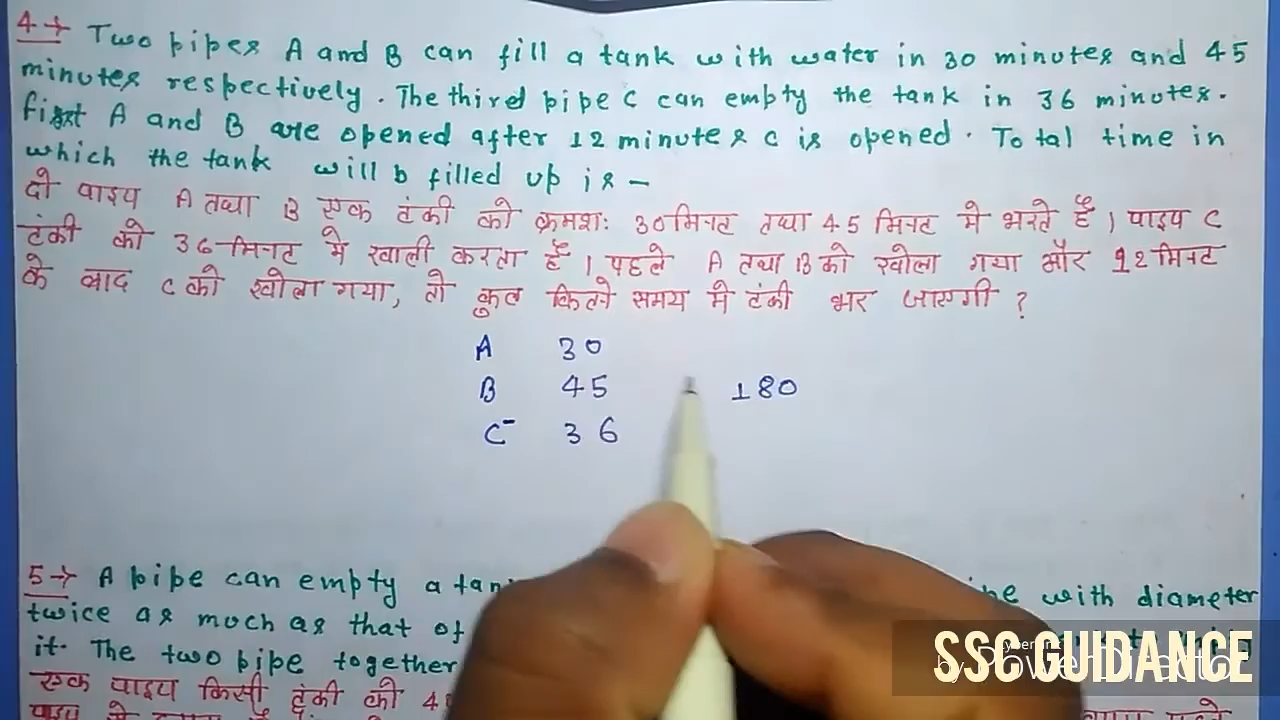 4→ Two pipes A and B can fill a tank with water in 30 minutes and 45
minutes respectively. The third pipe C can empty the tank in 36 minutes.
first A and B are opened after 12 minutes C is opened. Total time in
which the tank will b filled up is —
दो पाइप A तथा B एक टंकी को क्रमशः 30 मिनट तथा 45 मिनट मे भरते हैं । पाइप C
टंकी को 36 मिनट मे खाली करता हैं । पहले A तथा B को खोला गया और 12 मिनट
के बाद C को खोला गया, तो कुल कितने समय मे टंकी भर जाएगी ?
A 30
B 45 180
C⁻ 36
5→ A pipe can empty a with diameter
twice as much as that of
it. The two pipe together
एक पाइप किसी टंकी को
SSC GUIDANCE
by PowerDirector